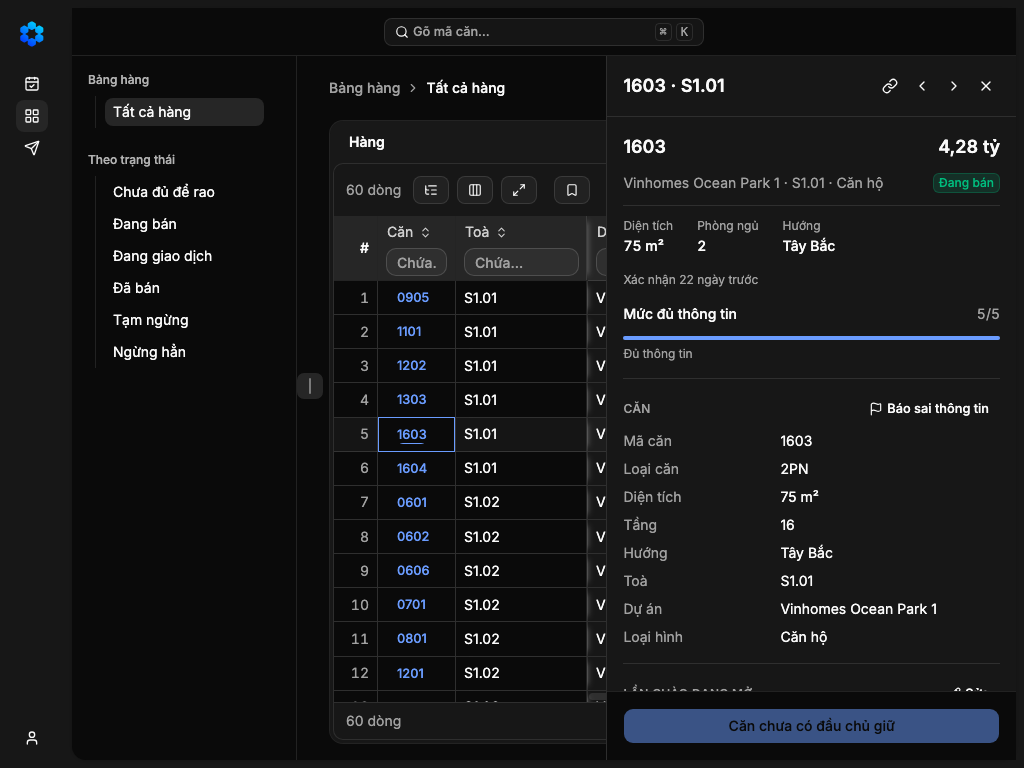 Gõ mã căn... ⌘ K
Bảng hàng
Tất cả hàng
Theo trạng thái
Chưa đủ để rao
Đang bán
Đang giao dịch
Đã bán
Tạm ngừng
Ngừng hẳn
Bảng hàng > Tất cả hàng
Hàng
60 dòng
# Căn Toà D
Chứa. Chứa...
1 0905 S1.01 V
2 1101 S1.01 V
3 1202 S1.01 V
4 1303 S1.01 V
5 1603 S1.01 V
6 1604 S1.01 V
7 0601 S1.02 V
8 0602 S1.02 V
9 0606 S1.02 V
10 0701 S1.02 V
11 0801 S1.02 V
12 1201 S1.02 V
60 dòng
1603 · S1.01
1603 4,28 tỷ
Vinhomes Ocean Park 1 · S1.01 · Căn hộ Đang bán
Diện tích Phòng ngủ Hướng
75 m² 2 Tây Bắc
Xác nhận 22 ngày trước
Mức đủ thông tin 5/5
Đủ thông tin
CĂN Báo sai thông tin
Mã căn 1603
Loại căn 2PN
Diện tích 75 m²
Tầng 16
Hướng Tây Bắc
Toà S1.01
Dự án Vinhomes Ocean Park 1
Loại hình Căn hộ
Căn chưa có đầu chủ giữ